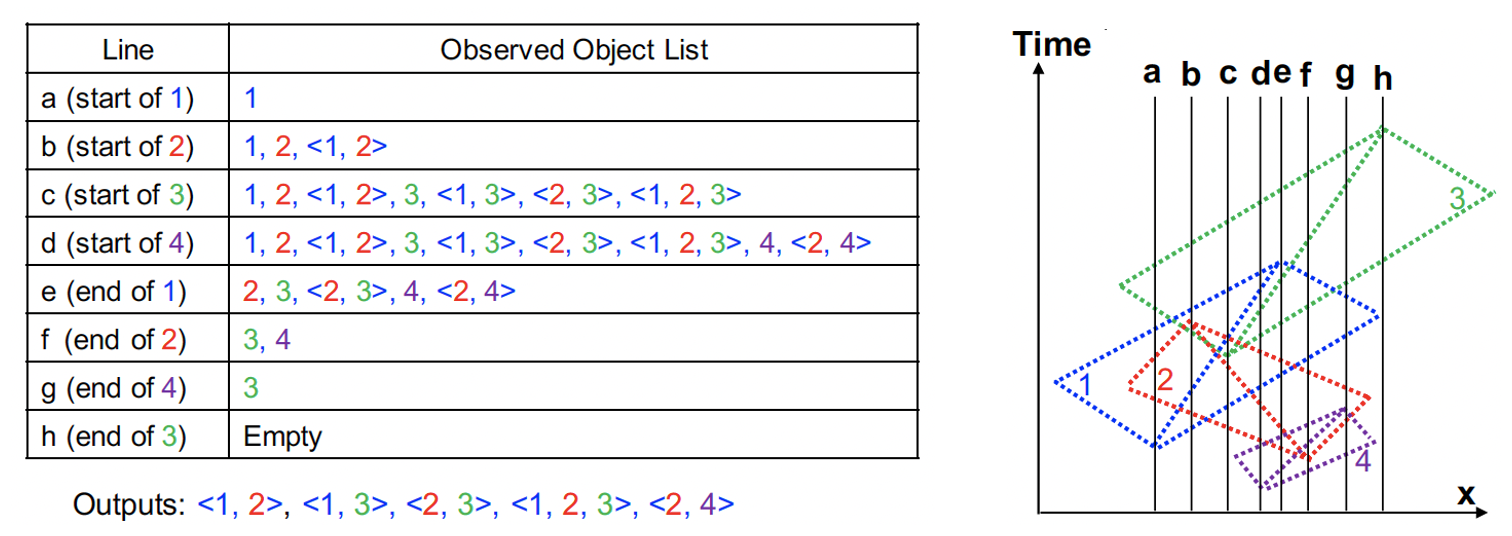 Line Observed Object List
a (start of 1) 1
b (start of 2) 1, 2, <1, 2>
c (start of 3) 1, 2, <1, 2>, 3, <1, 3>, <2, 3>, <1, 2, 3>
d (start of 4) 1, 2, <1, 2>, 3, <1, 3>, <2, 3>, <1, 2, 3>, 4, <2, 4>
e (end of 1) 2, 3, <2, 3>, 4, <2, 4>
f (end of 2) 3, 4
g (end of 4) 3
h (end of 3) Empty
Outputs: <1, 2>, <1, 3>, <2, 3>, <1, 2, 3>, <2, 4>
Time
a b c d e f g h
3
1
2
4
x